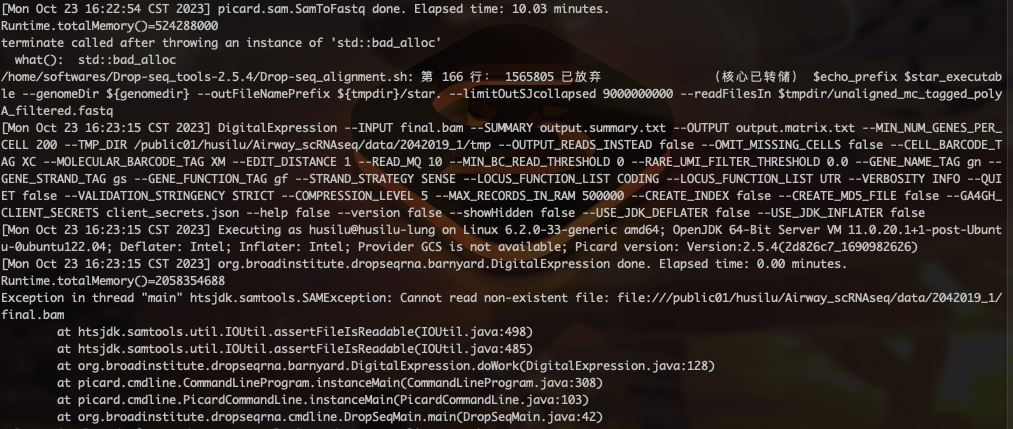 [Mon Oct 23 16:22:54 CST 2023] picard.sam.SamToFastq done. Elapsed time: 10.03 minutes.
Runtime.totalMemory()=524288000
terminate called after throwing an instance of 'std::bad_alloc'
  what():  std::bad_alloc
/home/softwares/Drop-seq_tools-2.5.4/Drop-seq_alignment.sh: 第 166 行： 1565805 已放弃               （核心已转储） $echo_prefix $star_executab
le --genomeDir ${genomedir} --outFileNamePrefix ${tmpdir}/star. --limitOutSJcollapsed 9000000000 --readFilesIn $tmpdir/unaligned_mc_tagged_poly
A_filtered.fastq
[Mon Oct 23 16:23:15 CST 2023] DigitalExpression --INPUT final.bam --SUMMARY output.summary.txt --OUTPUT output.matrix.txt --MIN_NUM_GENES_PER_
CELL 200 --TMP_DIR /public01/husilu/Airway_scRNAseq/data/2042019_1/tmp --OUTPUT_READS_INSTEAD false --OMIT_MISSING_CELLS false --CELL_BARCODE_T
AG XC --MOLECULAR_BARCODE_TAG XM --EDIT_DISTANCE 1 --READ_MQ 10 --MIN_BC_READ_THRESHOLD 0 --RARE_UMI_FILTER_THRESHOLD 0.0 --GENE_NAME_TAG gn --
GENE_STRAND_TAG gs --GENE_FUNCTION_TAG gf --STRAND_STRATEGY SENSE --LOCUS_FUNCTION_LIST CODING --LOCUS_FUNCTION_LIST UTR --VERBOSITY INFO --QUI
ET false --VALIDATION_STRINGENCY STRICT --COMPRESSION_LEVEL 5 --MAX_RECORDS_IN_RAM 500000 --CREATE_INDEX false --CREATE_MD5_FILE false --GA4GH_
CLIENT_SECRETS client_secrets.json --help false --version false --showHidden false --USE_JDK_DEFLATER false --USE_JDK_INFLATER false
[Mon Oct 23 16:23:15 CST 2023] Executing as husilu@husilu-lung on Linux 6.2.0-33-generic amd64; OpenJDK 64-Bit Server VM 11.0.20.1+1-post-Ubunt
u-0ubuntu122.04; Deflater: Intel; Inflater: Intel; Provider GCS is not available; Picard version: Version:2.5.4(2d826c7_1690982626)
[Mon Oct 23 16:23:15 CST 2023] org.broadinstitute.dropseqrna.barnyard.DigitalExpression done. Elapsed time: 0.00 minutes.
Runtime.totalMemory()=2058354688
Exception in thread "main" htsjdk.samtools.SAMException: Cannot read non-existent file: file:///public01/husilu/Airway_scRNAseq/data/2042019_1/
final.bam
        at htsjdk.samtools.util.IOUtil.assertFileIsReadable(IOUtil.java:498)
        at htsjdk.samtools.util.IOUtil.assertFileIsReadable(IOUtil.java:485)
        at org.broadinstitute.dropseqrna.barnyard.DigitalExpression.doWork(DigitalExpression.java:128)
        at picard.cmdline.CommandLineProgram.instanceMain(CommandLineProgram.java:308)
        at picard.cmdline.PicardCommandLine.instanceMain(PicardCommandLine.java:103)
        at org.broadinstitute.dropseqrna.cmdline.DropSeqMain.main(DropSeqMain.java:42)